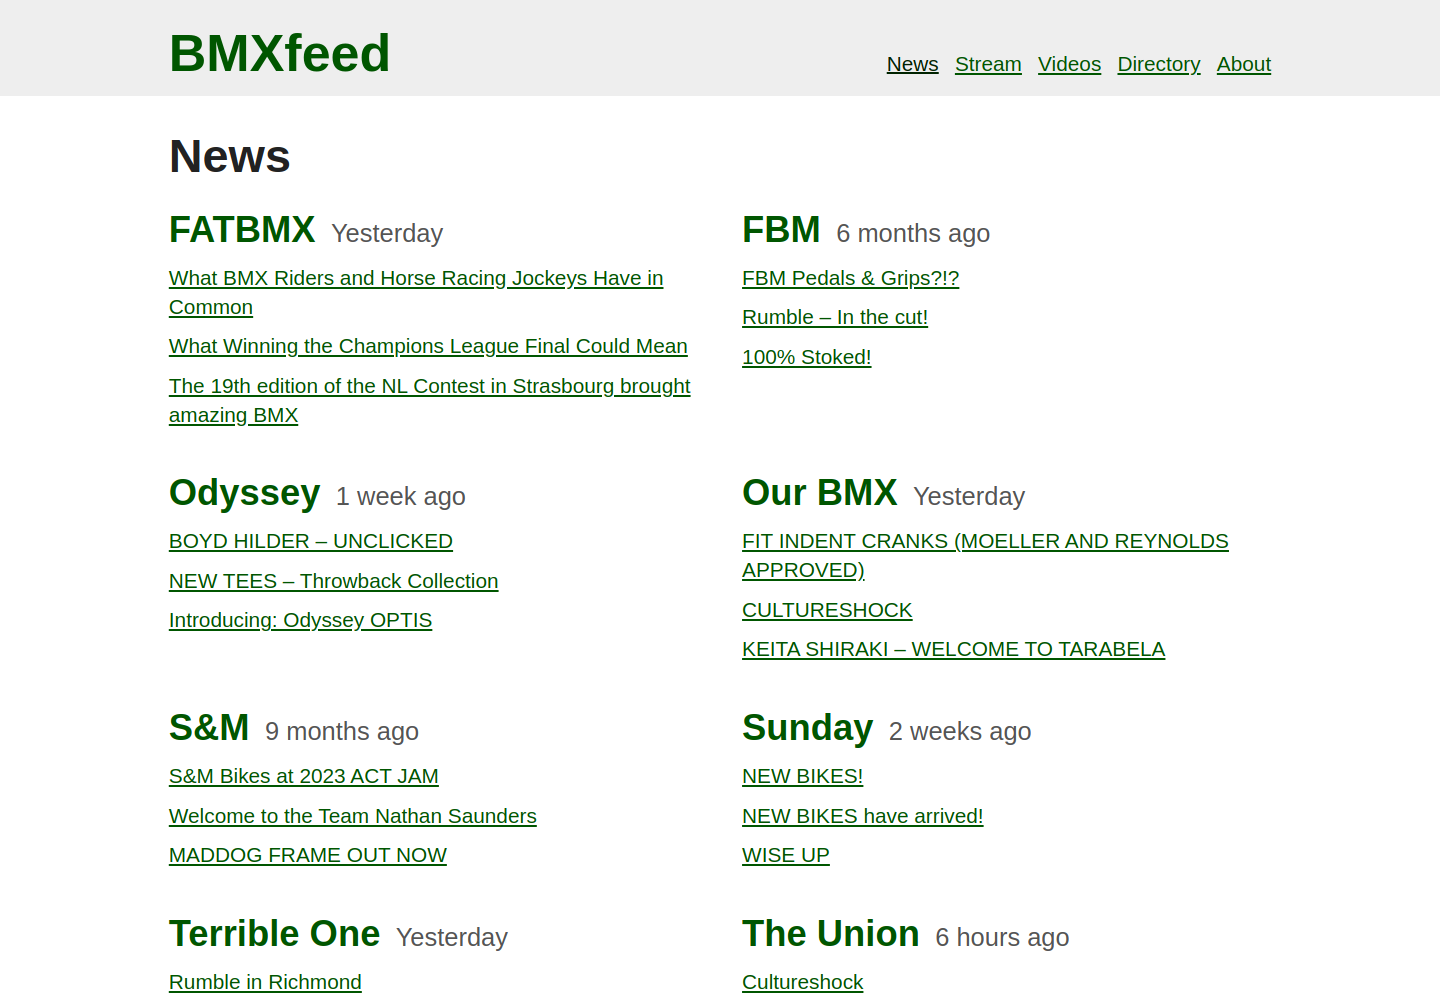 BMXfeed
News Stream Videos Directory About
News
FATBMX Yesterday
What BMX Riders and Horse Racing Jockeys Have in
Common
What Winning the Champions League Final Could Mean
The 19th edition of the NL Contest in Strasbourg brought
amazing BMX
FBM 6 months ago
FBM Pedals & Grips?!?
Rumble – In the cut!
100% Stoked!
Odyssey 1 week ago
BOYD HILDER – UNCLICKED
NEW TEES – Throwback Collection
Introducing: Odyssey OPTIS
Our BMX Yesterday
FIT INDENT CRANKS (MOELLER AND REYNOLDS
APPROVED)
CULTURESHOCK
KEITA SHIRAKI – WELCOME TO TARABELA
S&M 9 months ago
S&M Bikes at 2023 ACT JAM
Welcome to the Team Nathan Saunders
MADDOG FRAME OUT NOW
Sunday 2 weeks ago
NEW BIKES!
NEW BIKES have arrived!
WISE UP
Terrible One Yesterday
Rumble in Richmond
The Union 6 hours ago
Cultureshock